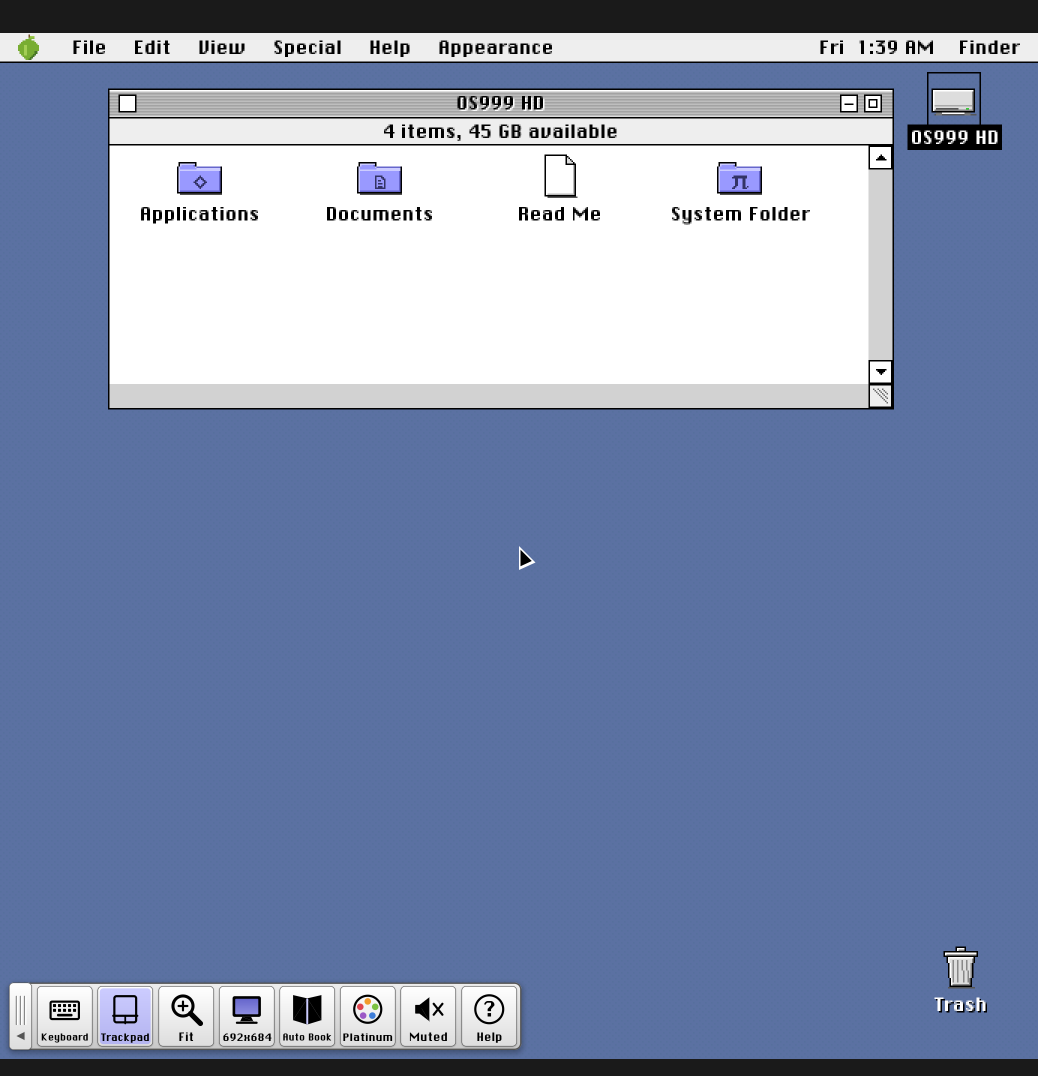 File Edit View Special Help Appearance Fri 1:39 AM Finder
OS999 HD
4 items, 45 GB available
OS999 HD
Applications Documents Read Me System Folder
Trash
Keyboard Trackpad Fit 692x684 Auto Book Platinum Muted Help